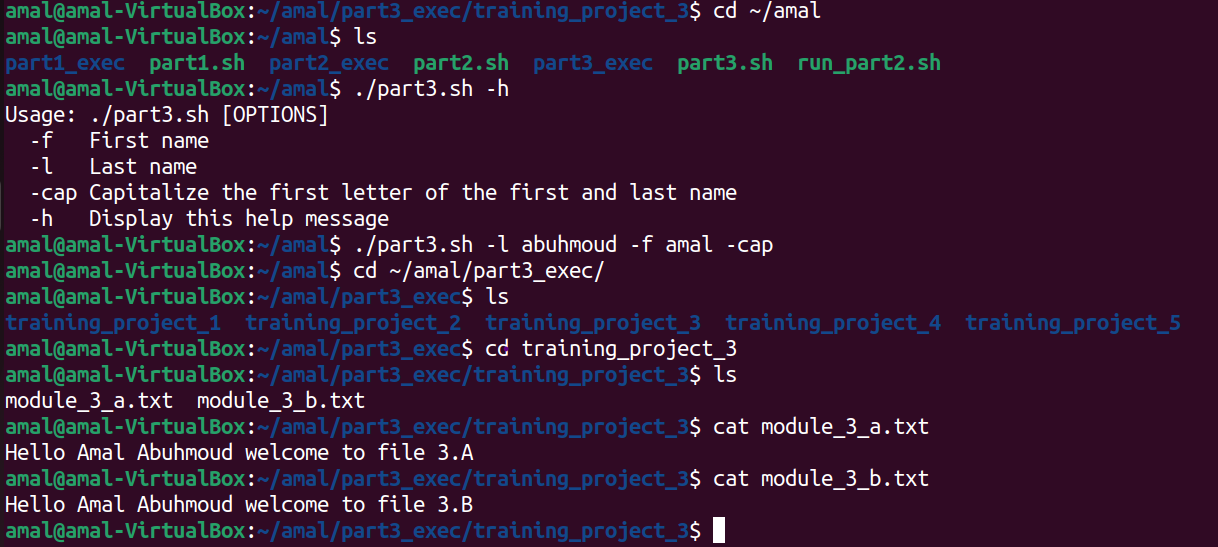 amal@amal-VirtualBox:~/amal/part3_exec/training_project_3$ cd ~/amal
amal@amal-VirtualBox:~/amal$ ls
part1_exec  part1.sh  part2_exec  part2.sh  part3_exec  part3.sh  run_part2.sh
amal@amal-VirtualBox:~/amal$ ./part3.sh -h
Usage: ./part3.sh [OPTIONS]
  -f   First name
  -l   Last name
  -cap Capitalize the first letter of the first and last name
  -h   Display this help message
amal@amal-VirtualBox:~/amal$ ./part3.sh -l abuhmoud -f amal -cap
amal@amal-VirtualBox:~/amal$ cd ~/amal/part3_exec/
amal@amal-VirtualBox:~/amal/part3_exec$ ls
training_project_1  training_project_2  training_project_3  training_project_4  training_project_5
amal@amal-VirtualBox:~/amal/part3_exec$ cd training_project_3
amal@amal-VirtualBox:~/amal/part3_exec/training_project_3$ ls
module_3_a.txt  module_3_b.txt
amal@amal-VirtualBox:~/amal/part3_exec/training_project_3$ cat module_3_a.txt
Hello Amal Abuhmoud welcome to file 3.A
amal@amal-VirtualBox:~/amal/part3_exec/training_project_3$ cat module_3_b.txt
Hello Amal Abuhmoud welcome to file 3.B
amal@amal-VirtualBox:~/amal/part3_exec/training_project_3$